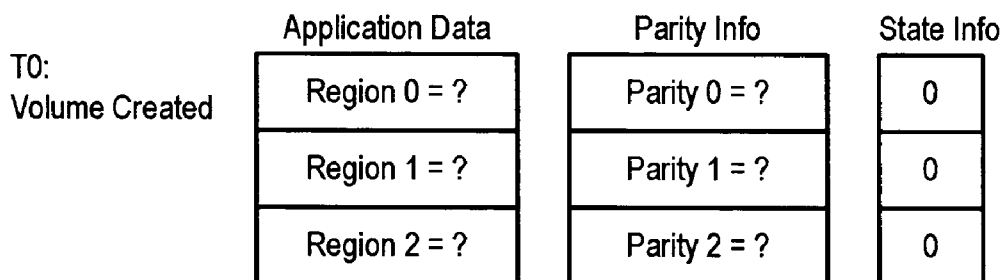 Application Data Parity Info State Info
T0:
Volume Created
Region 0 = ? Parity 0 = ? 0
Region 1 = ? Parity 1 = ? 0
Region 2 = ? Parity 2 = ? 0